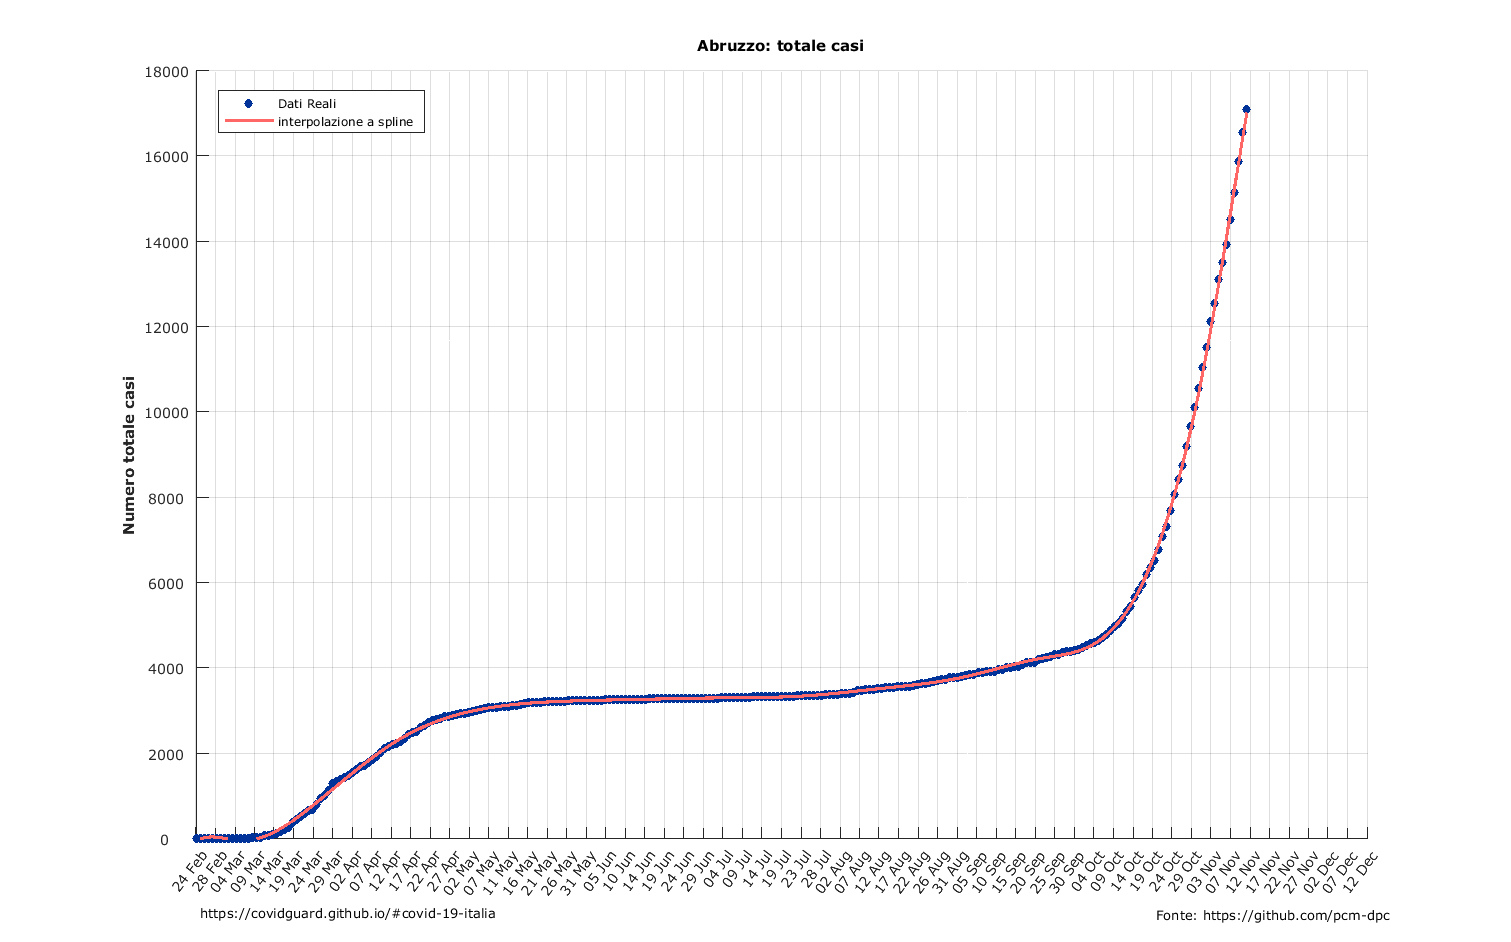 Abruzzo: totale casi
18000
16000
14000
12000
10000
8000
6000
4000
2000
0
Numero totale casi
Dati Reali
interpolazione a spline
24 Feb
28 Feb
04 Mar
09 Mar
14 Mar
19 Mar
24 Mar
29 Mar
02 Apr
07 Apr
12 Apr
17 Apr
22 Apr
27 Apr
02 May
07 May
11 May
16 May
21 May
26 May
31 May
05 Jun
10 Jun
14 Jun
19 Jun
24 Jun
29 Jun
04 Jul
09 Jul
14 Jul
19 Jul
23 Jul
28 Jul
02 Aug
07 Aug
12 Aug
17 Aug
22 Aug
26 Aug
31 Aug
05 Sep
10 Sep
15 Sep
20 Sep
25 Sep
30 Sep
04 Oct
09 Oct
14 Oct
19 Oct
24 Oct
29 Oct
03 Nov
07 Nov
12 Nov
17 Nov
22 Nov
27 Nov
02 Dec
07 Dec
12 Dec
https://covidguard.github.io/#covid-19-italia
Fonte: https://github.com/pcm-dpc